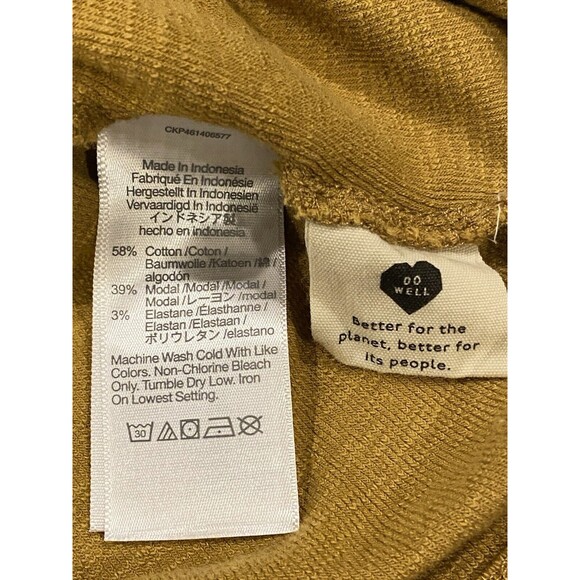 CKP461406577
Made In Indonesia
Fabriqué En Indonésie
Hergestellt In Indonesien
Vervaardigd In Indonesië
インドネシア製
hecho en indonesia
58% Cotton /Coton /
Baumwolle /Katoen /綿 /
algodón
39% Modal /Modal /Modal /
Modal /レーヨン /modal
3% Elastane /Élasthanne /
Elastan /Elastaan /
ポリウレタン /elastano
Machine Wash Cold With Like
Colors. Non-Chlorine Bleach
Only. Tumble Dry Low. Iron
On Lowest Setting.
30
DO
WELL
Better for the
planet, better for
its people.